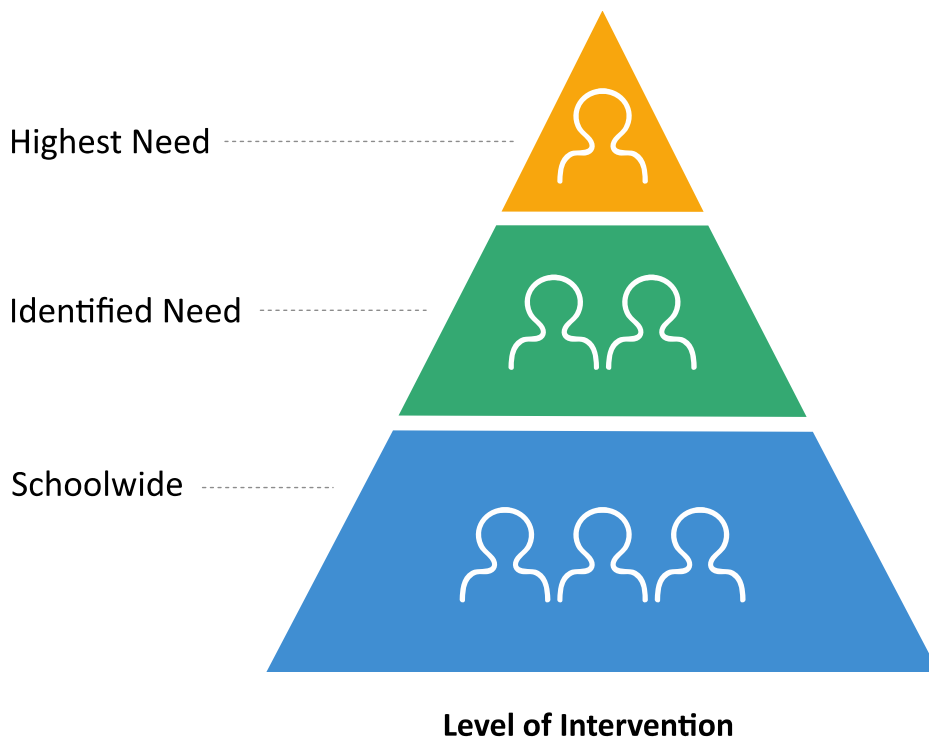 Highest Need
Identified Need
Schoolwide
Level of Intervention